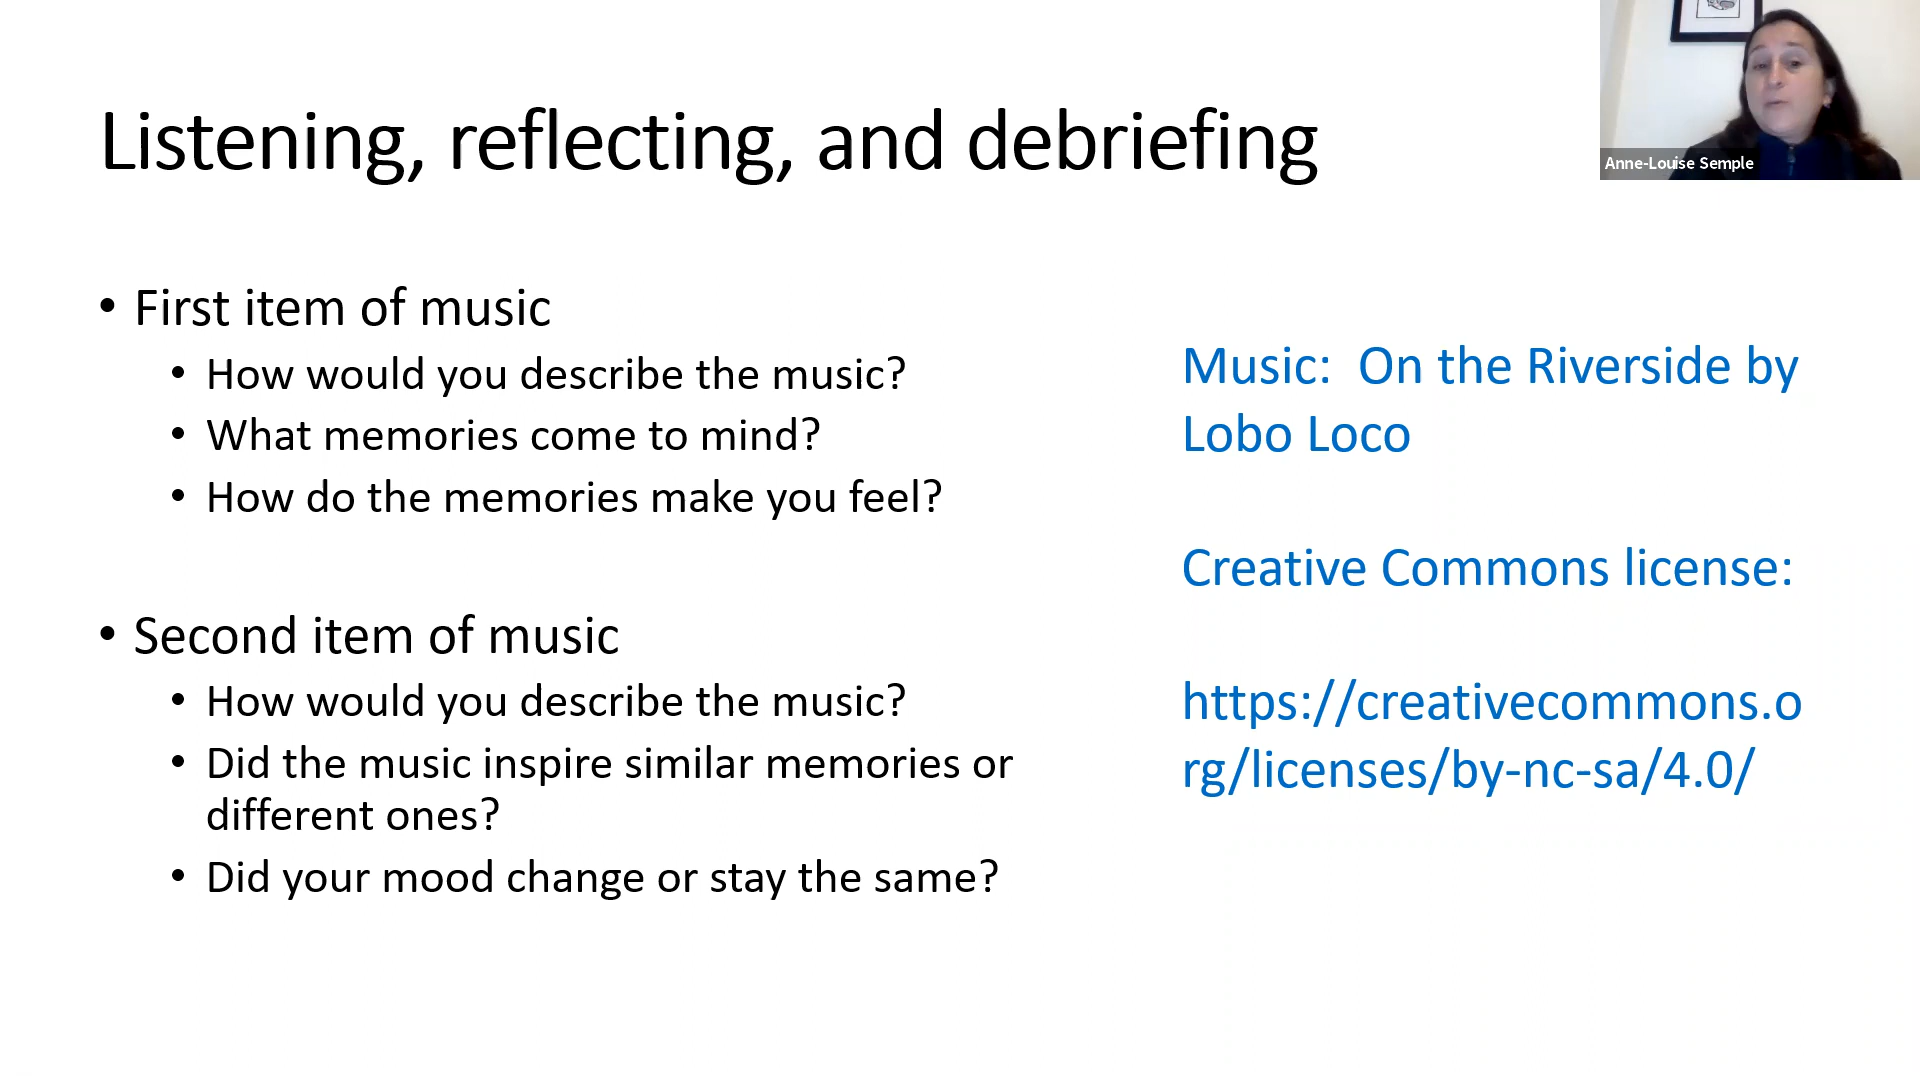 Listening, reflecting, and debriefing
Anne-Louise Semple
• First item of music
• How would you describe the music?
• What memories come to mind?
• How do the memories make you feel?
• Second item of music
• How would you describe the music?
• Did the music inspire similar memories or
different ones?
• Did your mood change or stay the same?
Music:  On the Riverside by
Lobo Loco
Creative Commons license:
https://creativecommons.o
rg/licenses/by-nc-sa/4.0/